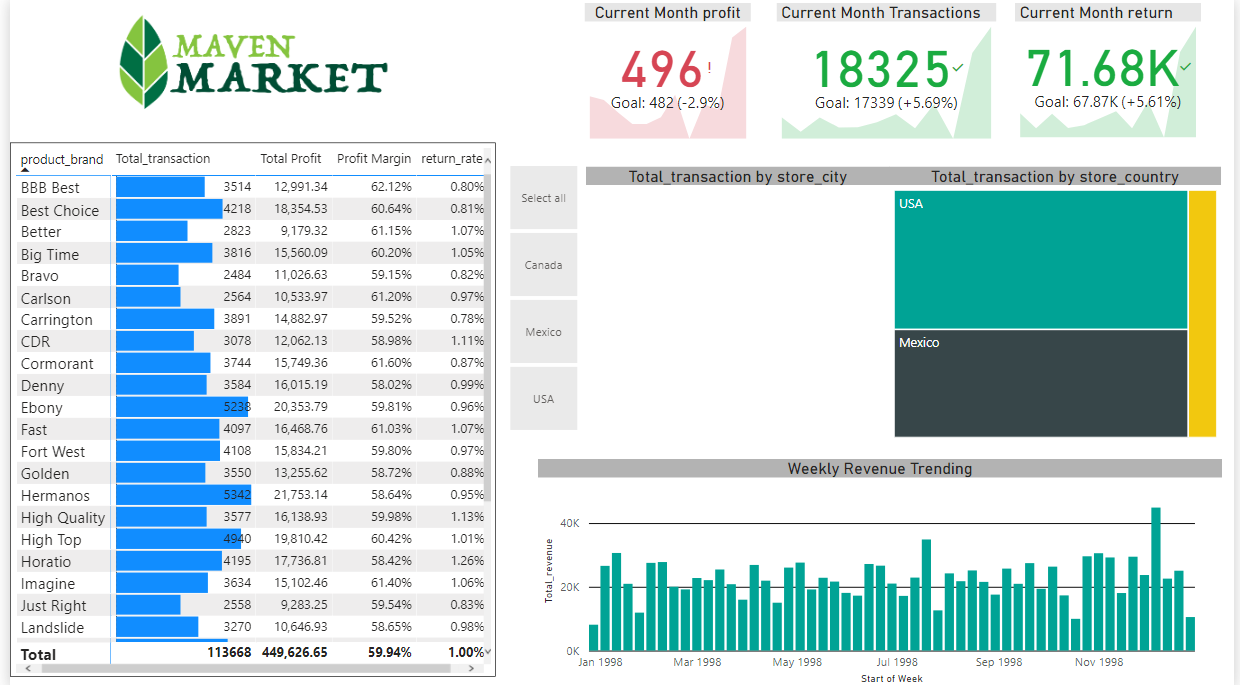 MAVEN
MARKET
Current Month profit
496 !
Goal: 482 (-2.9%)
Current Month Transactions
18325
Goal: 17339 (+5.69%)
Current Month return
71.68K
Goal: 67.87K (+5.61%)
product_brand Total_transaction Total Profit Profit Margin return_rate
BBB Best 3514 12,991.34 62.12% 0.80%
Best Choice 4218 18,354.53 60.64% 0.81%
Better 2823 9,179.32 61.15% 1.07%
Big Time 3816 15,560.09 60.20% 1.05%
Bravo 2484 11,026.63 59.15% 0.82%
Carlson 2564 10,533.97 61.20% 0.97%
Carrington 3891 14,882.97 59.52% 0.78%
CDR 3078 12,062.13 58.98% 1.11%
Cormorant 3744 15,749.36 61.60% 0.87%
Denny 3584 16,015.19 58.02% 0.99%
Ebony 5238 20,353.79 59.81% 0.96%
Fast 4097 16,468.76 61.03% 1.07%
Fort West 4108 15,834.21 59.80% 0.97%
Golden 3550 13,255.62 58.72% 0.88%
Hermanos 5342 21,753.14 58.64% 0.95%
High Quality 3577 16,138.93 59.98% 1.13%
High Top 4940 19,810.42 60.42% 1.01%
Horatio 4195 17,736.81 58.42% 1.26%
Imagine 3634 15,102.46 61.40% 1.06%
Just Right 2558 9,283.25 59.54% 0.83%
Landslide 3270 10,646.93 58.65% 0.98%
Total 113668 449,626.65 59.94% 1.00%
Select all
Canada
Mexico
USA
Total_transaction by store_city
Total_transaction by store_country
USA
Mexico
Weekly Revenue Trending
Total_revenue
40K
20K
0K
Jan 1998 Mar 1998 May 1998 Jul 1998 Sep 1998 Nov 1998
Start of Week